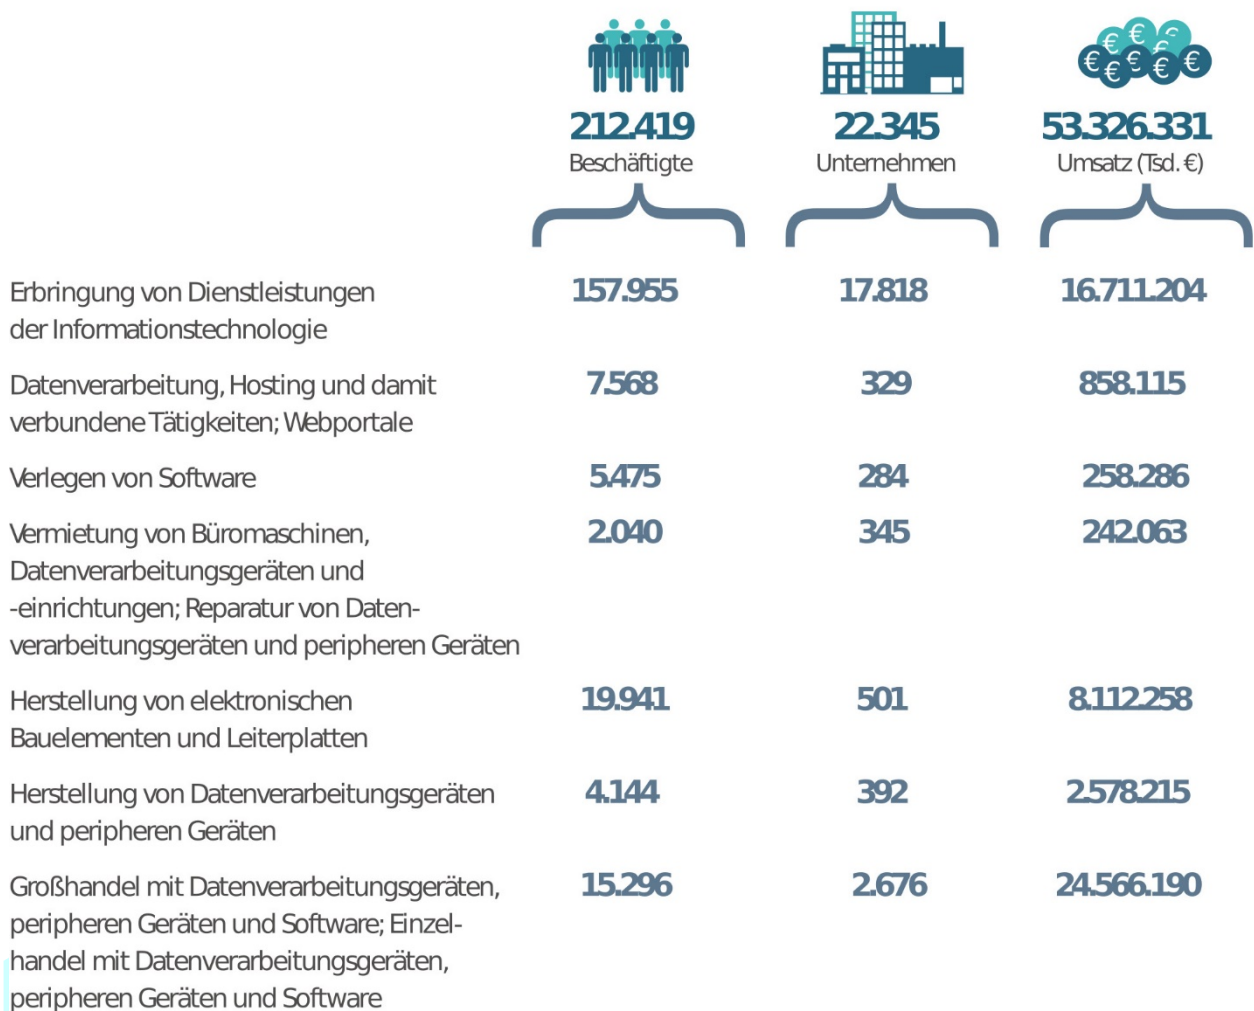 € € € € € € € €
212.419 22.345 53.326.331
Beschäftigte Unternehmen Umsatz (Tsd. €)
Erbringung von Dienstleistungen 157.955 17.818 16.711.204
der Informationstechnologie
Datenverarbeitung, Hosting und damit 7.568 329 858.115
verbundene Tätigkeiten; Webportale
Verlegen von Software 5.475 284 258.286
Vermietung von Büromaschinen, 2.040 345 242.063
Datenverarbeitungsgeräten und
-einrichtungen; Reparatur von Daten-
verarbeitungsgeräten und peripheren Geräten
Herstellung von elektronischen 19.941 501 8.112.258
Bauelementen und Leiterplatten
Herstellung von Datenverarbeitungsgeräten 4.144 392 2.578.215
und peripheren Geräten
Großhandel mit Datenverarbeitungsgeräten, 15.296 2.676 24.566.190
peripheren Geräten und Software; Einzel-
handel mit Datenverarbeitungsgeräten,
peripheren Geräten und Software